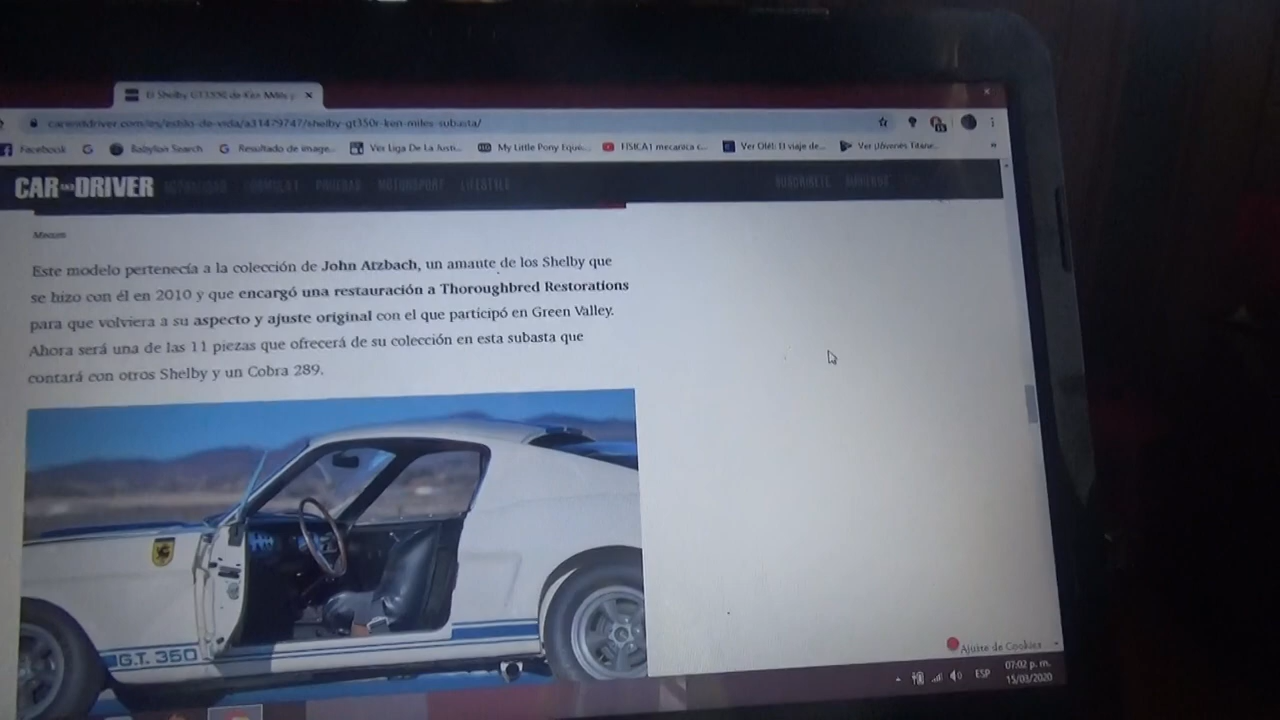 El Shelby GT350R de Ken Miles
caranddriver.com/es/estilo-de-vida/a31429747/shelby-gt350r-ken-miles-subasta/
Facebook Babylon Search Resultado de image... Ver Liga De La Justi... My Little Pony Eque... FISICA1 mecanica c... Ver Olé!: El viaje de... Ver ¡Jóvenes Titane...
CAR AND DRIVER FORMULA 1 PRUEBAS MOTORSPORT LIFESTYLE SUSCRÍBETE
Mecum
Este modelo pertenecía a la colección de John Atzbach, un amante de los Shelby que
se hizo con él en 2010 y que encargó una restauración a Thoroughbred Restorations
para que volviera a su aspecto y ajuste original con el que participó en Green Valley.
Ahora será una de las 11 piezas que ofrecerá de su colección en esta subasta que
contará con otros Shelby y un Cobra 289.
G.T. 350
Ajuste de Cookies
ESP
07:02 p. m.
15/03/2020